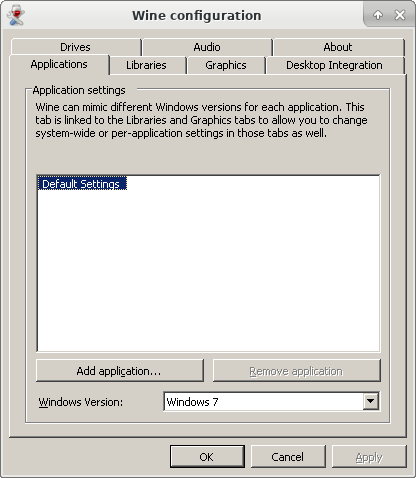 Wine configuration
Drives
Audio
About
Applications
Libraries
Graphics
Desktop Integration
Application settings
Wine can mimic different Windows versions for each application. This
tab is linked to the Libraries and Graphics tabs to allow you to change
system-wide or per-application settings in those tabs as well.
Default Settings
Add application...
Remove application
Windows Version:
Windows 7
OK
Cancel
Apply